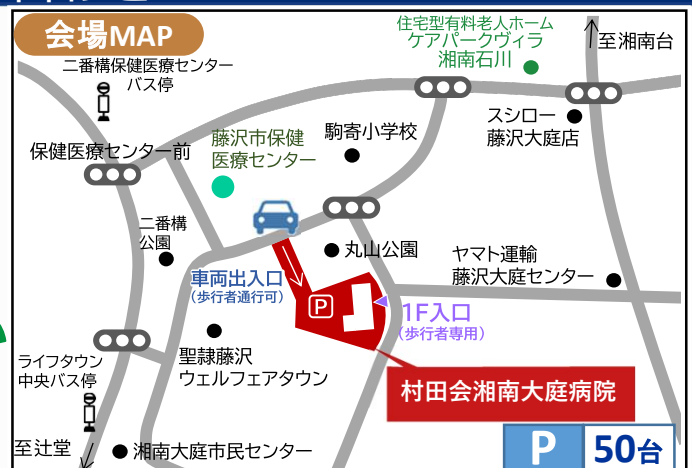 会場MAP
住宅型有料老人ホーム
ケアパークヴィラ
湘南石川
至湘南台
二番構保健医療センター
バス停
スシロー
藤沢大庭店
駒寄小学校
藤沢市保健
医療センター
保健医療センター前
二番構
公園
丸山公園
ヤマト運輸
藤沢大庭センター
車両出入口
(歩行者通行可)
P
1F入口
(歩行者専用)
聖隷藤沢
ウェルフェアタウン
ライフタウン
中央バス停
村田会湘南大庭病院
至辻堂
湘南大庭市民センター
P 50台